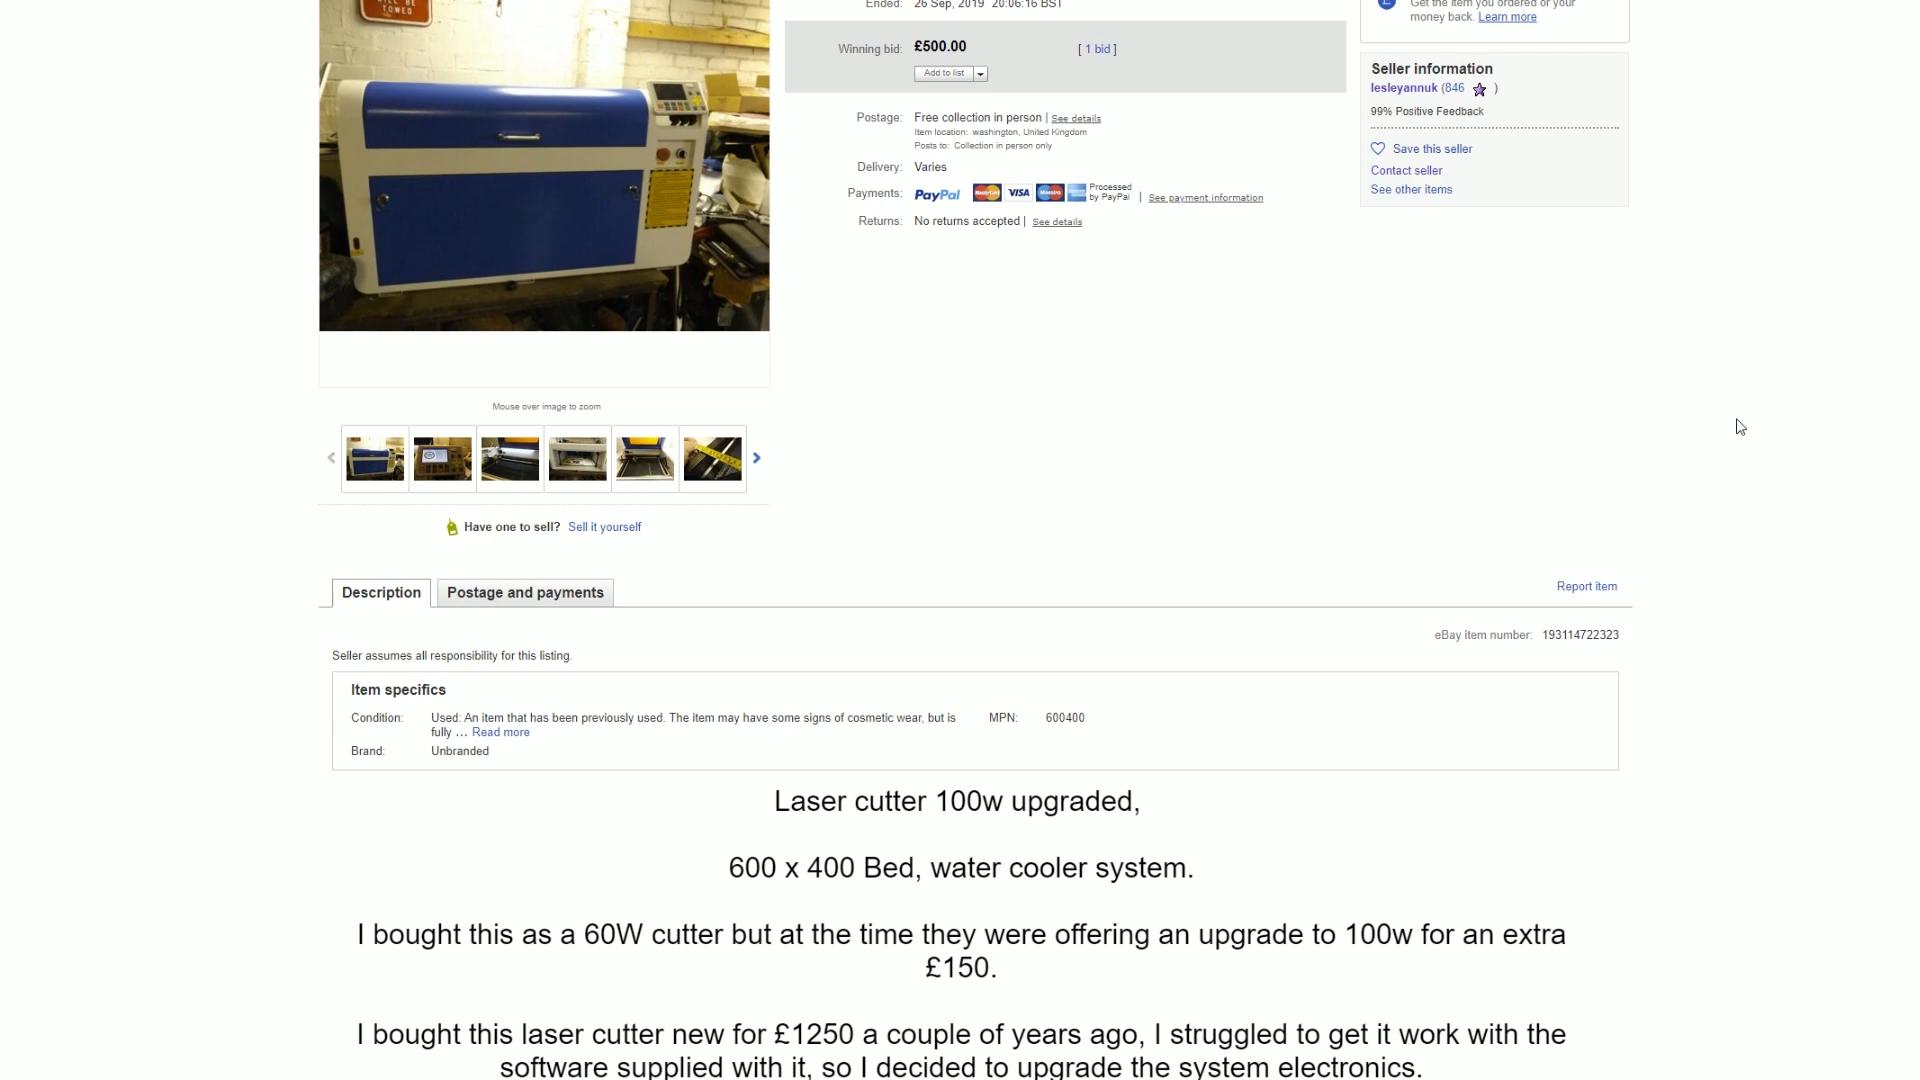 WILL BE
TOWED
Ended: 26 Sep, 2019 20:06:16 BST
Winning bid: £500.00 [ 1 bid ]
Add to list
Postage: Free collection in person | See details
Item location: washington, United Kingdom
Posts to: Collection in person only
Delivery: Varies
Payments: PayPal MasterCard VISA Maestro Processed by PayPal | See payment information
Returns: No returns accepted | See details
Get the item you ordered or your
money back. Learn more
Seller information
lesleyannuk (846 )
99% Positive Feedback
Save this seller
Contact seller
See other items
Mouse over image to zoom
Have one to sell? Sell it yourself
Description Postage and payments
Report item
eBay item number: 193114722323
Seller assumes all responsibility for this listing.
Item specifics
Condition: Used: An item that has been previously used. The item may have some signs of cosmetic wear, but is MPN: 600400
fully ... Read more
Brand: Unbranded
Laser cutter 100w upgraded,
600 x 400 Bed, water cooler system.
I bought this as a 60W cutter but at the time they were offering an upgrade to 100w for an extra
£150.
I bought this laser cutter new for £1250 a couple of years ago, I struggled to get it work with the
software supplied with it, so I decided to upgrade the system electronics.